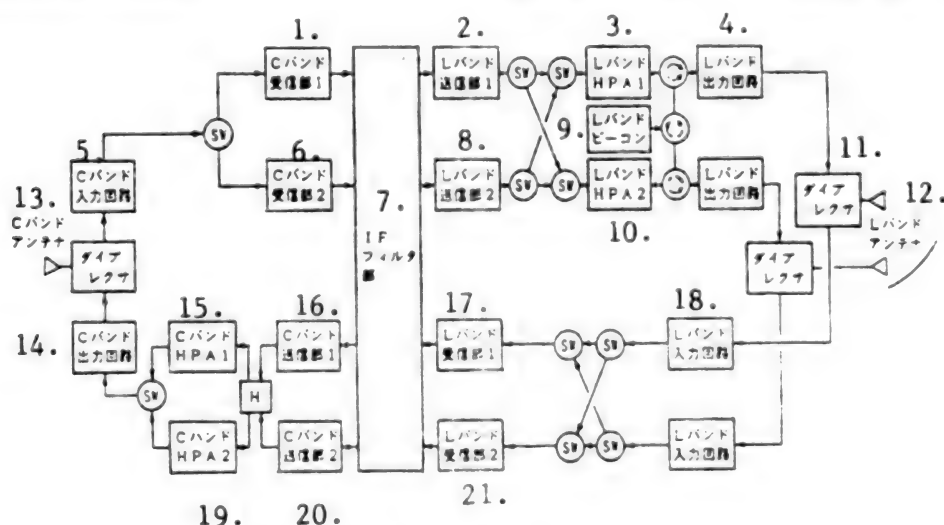 1.
Cバンド
受信部1
2.
Lバンド
送信部1
SW
SW
3.
Lバンド
HPA1
4.
Lバンド
出力回路
5
Cバンド
入力回路
SW
6.
Cバンド
受信部2
7.
IF
フィルタ
部
8.
Lバンド
送信部2
SW
SW
9.
Lバンド
ビーコン
Lバンド
HPA2
10.
Lバンド
出力回路
11.
ダイプ
レクサ
12.
Lバンド
アンテナ
ダイプ
レクサ
13.
Cバンド
アンテナ
ダイプ
レクサ
14.
Cバンド
出力回路
SW
15.
Cバンド
HPA1
H
16.
Cバンド
送信部1
17.
Lバンド
受信部1
SW
SW
18.
Lバンド
入力回路
Cバンド
HPA2
19.
Cバンド
送信部2
20.
Lバンド
受信部2
21.
SW
SW
Lバンド
入力回路